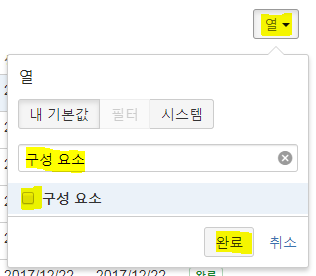 열
열
내 기본값 필터 시스템
구성 요소
구성 요소
완료 취소
2017/12/22 2017/12/22 완료